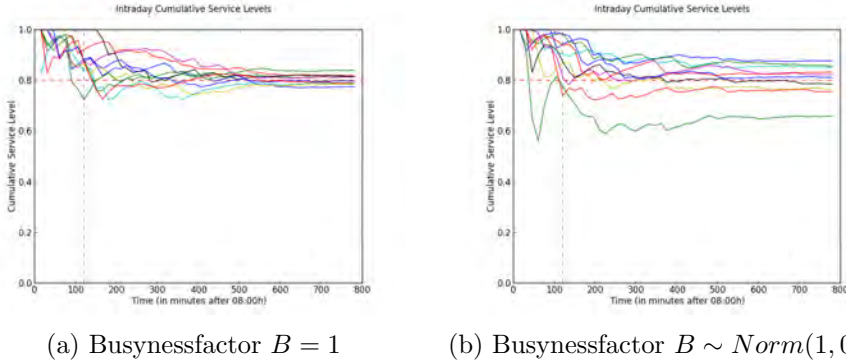 Intraday Cumulative Service Levels
Intraday Cumulative Service Levels
1.0
0.8
0.6
0.4
0.2
0.0
Cumulative Service Level
0 100 200 300 400 500 600 700 800
Time (in minutes after 08:00h)
1.0
0.8
0.6
0.4
0.2
0.0
Cumulative Service Level
0 100 200 300 400 500 600 700 800
Time (in minutes after 08:00h)
(a) Busynessfactor B = 1
(b) Busynessfactor B ∼ Norm(1, 0